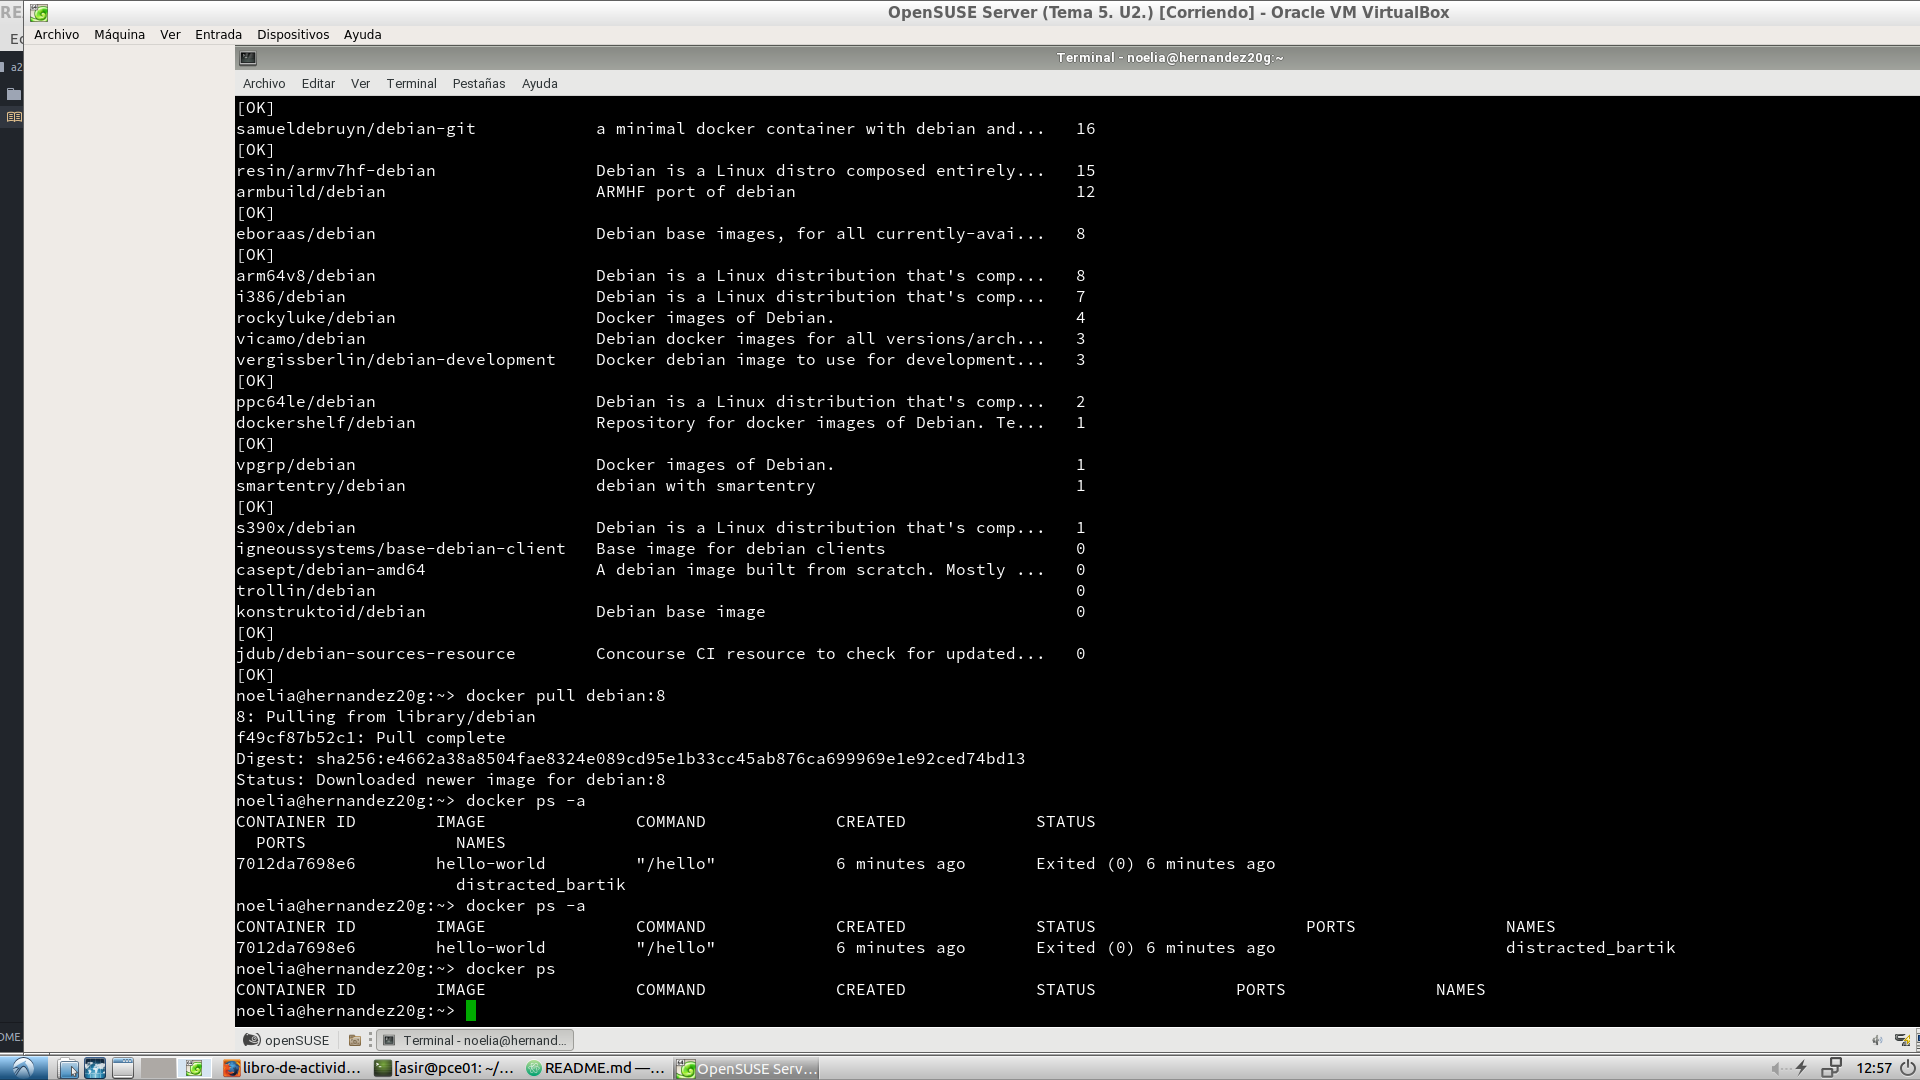 RE
OpenSUSE Server (Tema 5. U2.) [Corriendo] - Oracle VM VirtualBox
Archivo Máquina Ver Entrada Dispositivos Ayuda
Terminal - noelia@hernandez20g:~
Archivo Editar Ver Terminal Pestañas Ayuda
a2
[OK]
samueldebruyn/debian-git a minimal docker container with debian and... 16
[OK]
resin/armv7hf-debian Debian is a Linux distro composed entirely... 15
armbuild/debian ARMHF port of debian 12
[OK]
eboraas/debian Debian base images, for all currently-avai... 8
[OK]
arm64v8/debian Debian is a Linux distribution that's comp... 8
i386/debian Debian is a Linux distribution that's comp... 7
rockyluke/debian Docker images of Debian. 4
vicamo/debian Debian docker images for all versions/arch... 3
vergissberlin/debian-development Docker debian image to use for development... 3
[OK]
ppc64le/debian Debian is a Linux distribution that's comp... 2
dockershelf/debian Repository for docker images of Debian. Te... 1
[OK]
vpgrp/debian Docker images of Debian. 1
smartentry/debian debian with smartentry 1
[OK]
s390x/debian Debian is a Linux distribution that's comp... 1
igneoussystems/base-debian-client Base image for debian clients 0
casept/debian-amd64 A debian image built from scratch. Mostly ... 0
trollin/debian 0
konstruktoid/debian Debian base image 0
[OK]
jdub/debian-sources-resource Concourse CI resource to check for updated... 0
[OK]
noelia@hernandez20g:~> docker pull debian:8
8: Pulling from library/debian
f49cf87b52c1: Pull complete
Digest: sha256:e4662a38a8504fae8324e089cd95e1b33cc45ab876ca699969e1e92ced74bd13
Status: Downloaded newer image for debian:8
noelia@hernandez20g:~> docker ps -a
CONTAINER ID IMAGE COMMAND CREATED STATUS
PORTS NAMES
7012da7698e6 hello-world "/hello" 6 minutes ago Exited (0) 6 minutes ago
distracted_bartik
noelia@hernandez20g:~> docker ps -a
CONTAINER ID IMAGE COMMAND CREATED STATUS PORTS NAMES
7012da7698e6 hello-world "/hello" 6 minutes ago Exited (0) 6 minutes ago distracted_bartik
noelia@hernandez20g:~> docker ps
CONTAINER ID IMAGE COMMAND CREATED STATUS PORTS NAMES
noelia@hernandez20g:~>
openSUSE Terminal - noelia@hernand...
libro-de-activid... [asir@pce01: ~/... README.md —... OpenSUSE Serv... 12:57